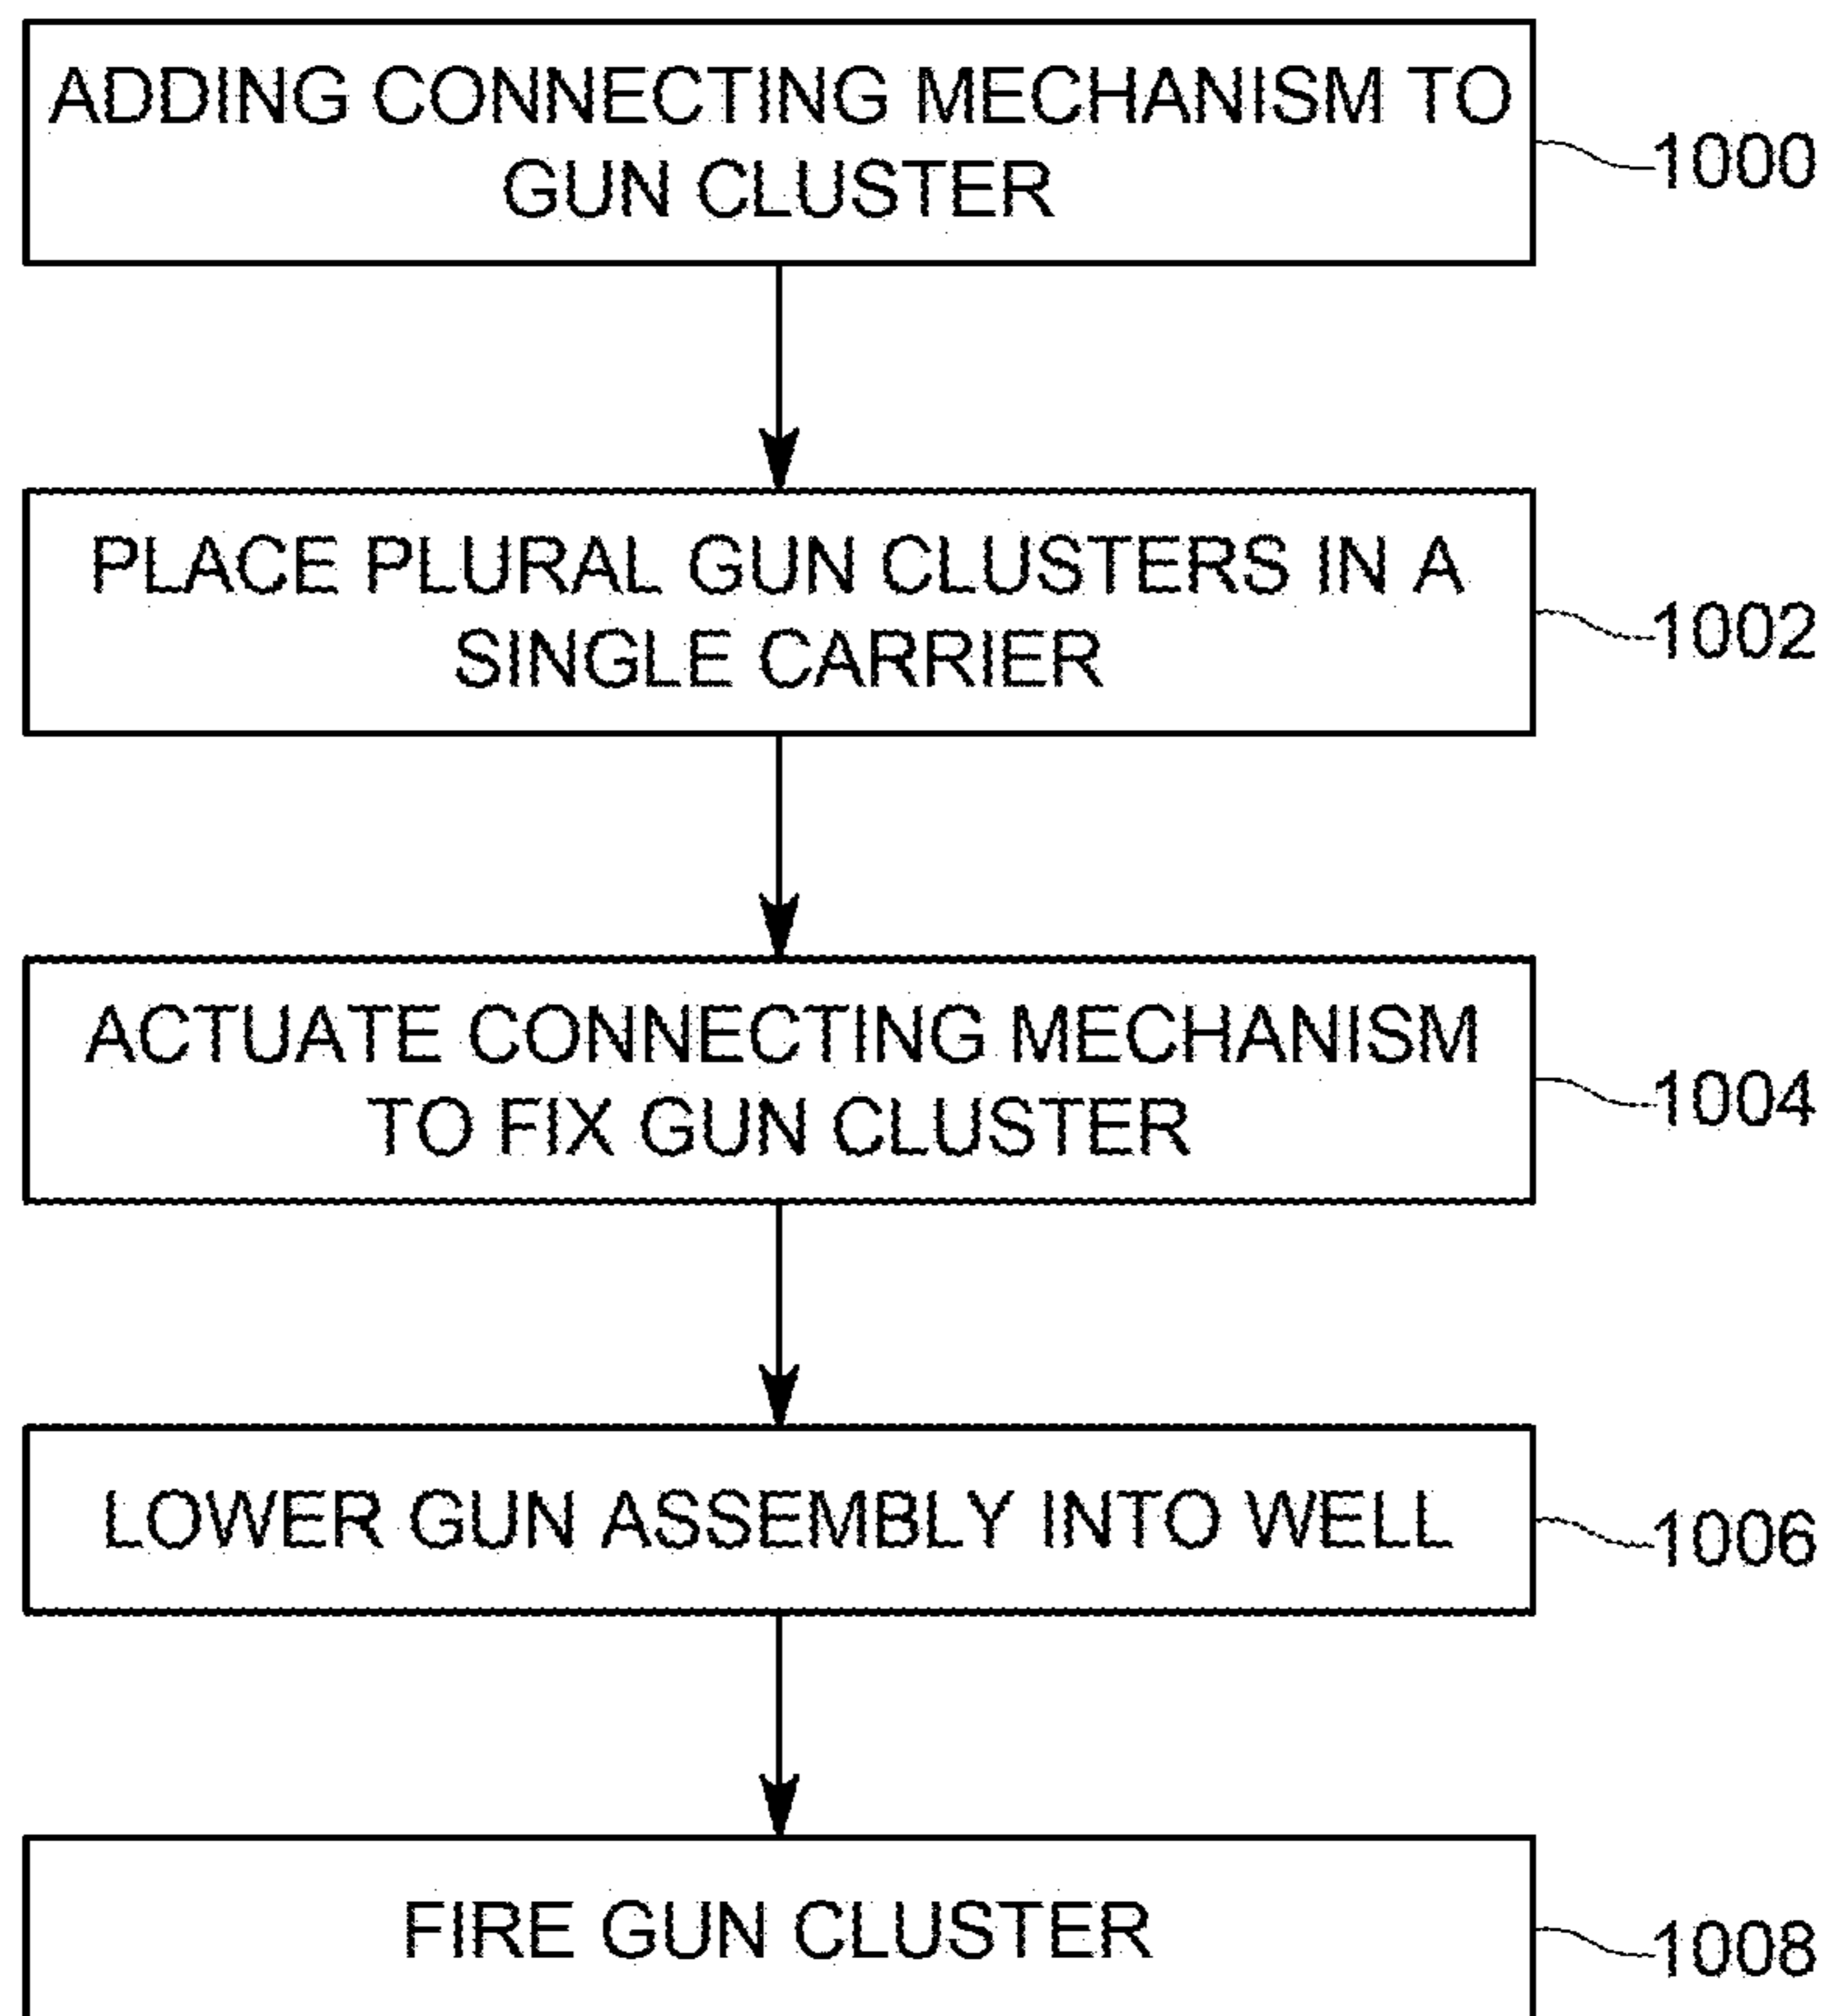 ADDING CONNECTING MECHANISM TO
GUN CLUSTER
1000
PLACE PLURAL GUN CLUSTERS IN A
SINGLE CARRIER
1002
ACTUATE CONNECTING MECHANISM
TO FIX GUN CLUSTER
1004
LOWER GUN ASSEMBLY INTO WELL
1006
FIRE GUN CLUSTER
1008